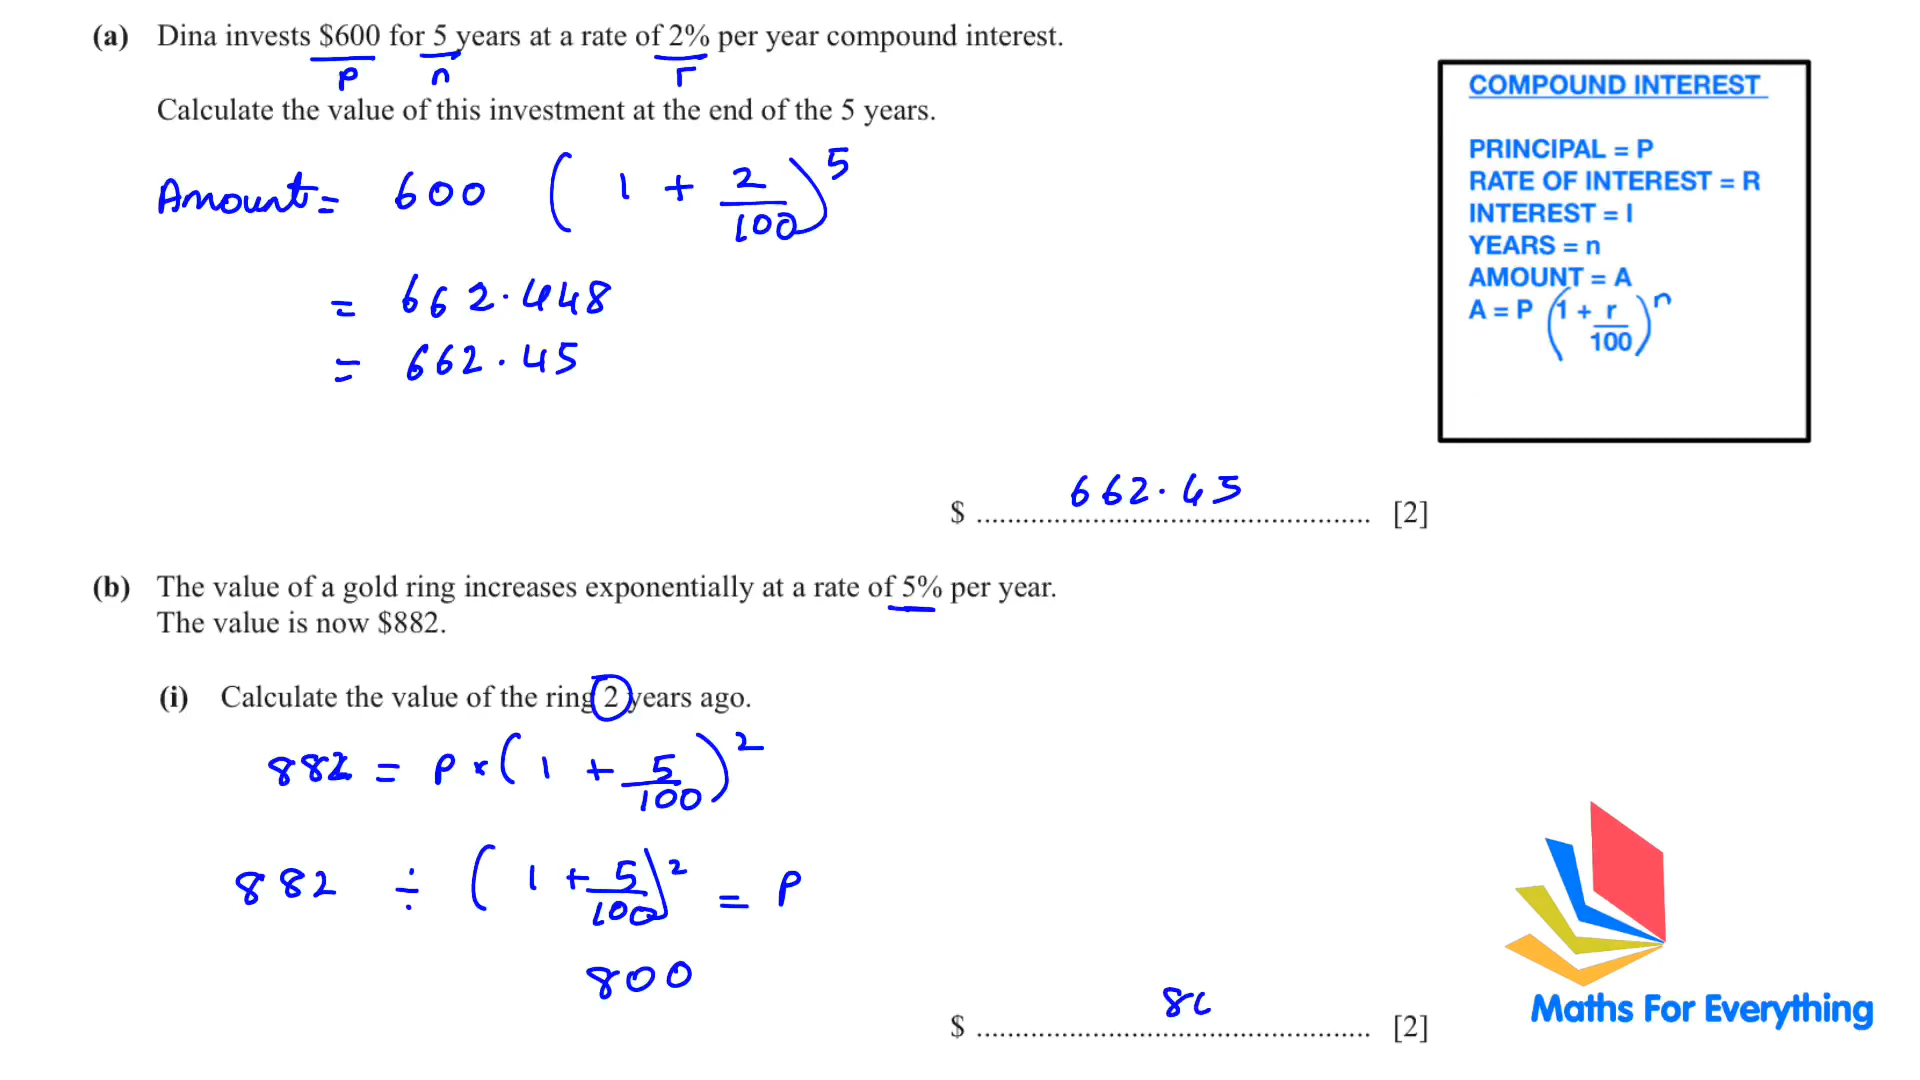 (a) Dina invests $600 for 5 years at a rate of 2% per year compound interest.
P n r
Calculate the value of this investment at the end of the 5 years.
Amount = 600 ( 1 + 2/100 )^5
= 662.448
= 662.45
$ 662.45 [2]
COMPOUND INTEREST
PRINCIPAL = P
RATE OF INTEREST = R
INTEREST = I
YEARS = n
AMOUNT = A
A = P ( 1 + r/100 )^n
(b) The value of a gold ring increases exponentially at a rate of 5% per year.
The value is now $882.
(i) Calculate the value of the ring 2 years ago.
882 = P × ( 1 + 5/100 )^2
882 ÷ ( 1 + 5/100 )^2 = P
800
$ 8 [2]
Maths For Everything